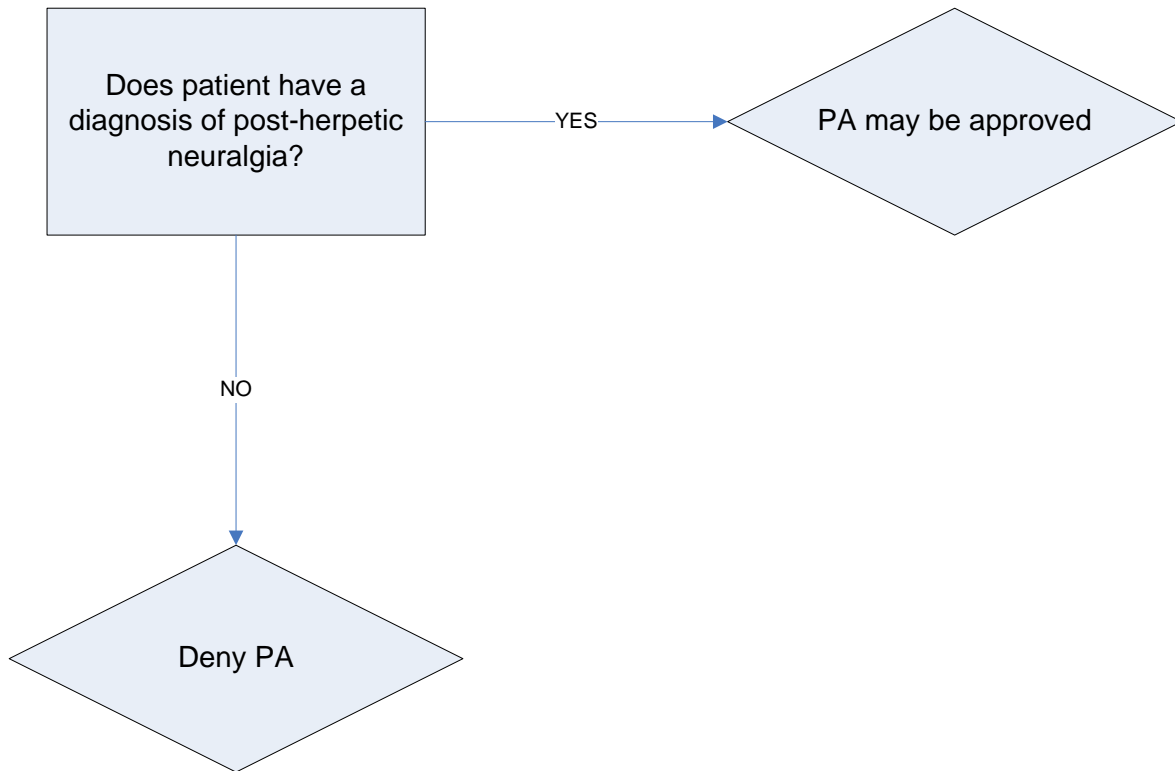 Does patient have a
diagnosis of post-herpetic
neuralgia?
YES
PA may be approved
NO
Deny PA